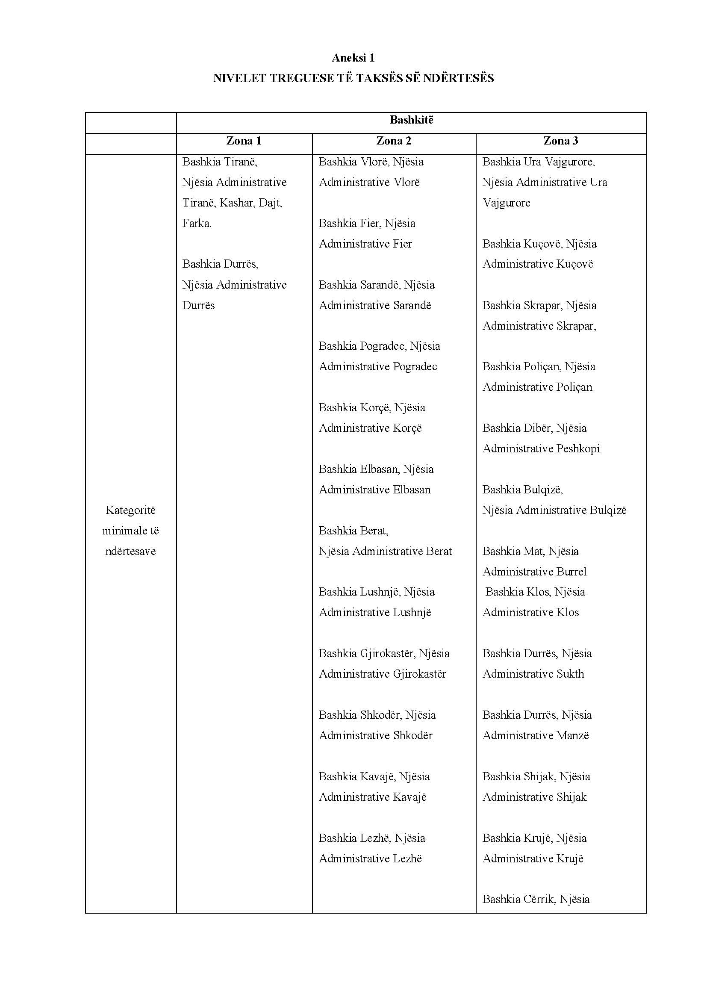 Aneksi 1
NIVELET TREGUESE TË TAKSËS SË NDËRTESËS
Bashkitë
Zona 1
Zona 2
Zona 3
Kategoritë
minimale të
ndërtesave
Bashkia Tiranë,
Njësia Administrative
Tiranë, Kashar, Dajt,
Farka.
Bashkia Durrës,
Njësia Administrative
Durrës
Bashkia Vlorë, Njësia
Administrative Vlorë
Bashkia Fier, Njësia
Administrative Fier
Bashkia Sarandë, Njësia
Administrative Sarandë
Bashkia Pogradec, Njësia
Administrative Pogradec
Bashkia Korçë, Njësia
Administrative Korçë
Bashkia Elbasan, Njësia
Administrative Elbasan
Bashkia Berat,
Njësia Administrative Berat
Bashkia Lushnjë, Njësia
Administrative Lushnjë
Bashkia Gjirokastër, Njësia
Administrative Gjirokastër
Bashkia Shkodër, Njësia
Administrative Shkodër
Bashkia Kavajë, Njësia
Administrative Kavajë
Bashkia Lezhë, Njësia
Administrative Lezhë
Bashkia Ura Vajgurore,
Njësia Administrative Ura
Vajgurore
Bashkia Kuçovë, Njësia
Administrative Kuçovë
Bashkia Skrapar, Njësia
Administrative Skrapar,
Bashkia Poliçan, Njësia
Administrative Poliçan
Bashkia Dibër, Njësia
Administrative Peshkopi
Bashkia Bulqizë,
Njësia Administrative Bulqizë
Bashkia Mat, Njësia
Administrative Burrel
Bashkia Klos, Njësia
Administrative Klos
Bashkia Durrës, Njësia
Administrative Sukth
Bashkia Durrës, Njësia
Administrative Manzë
Bashkia Shijak, Njësia
Administrative Shijak
Bashkia Krujë, Njësia
Administrative Krujë
Bashkia Cërrik, Njësia